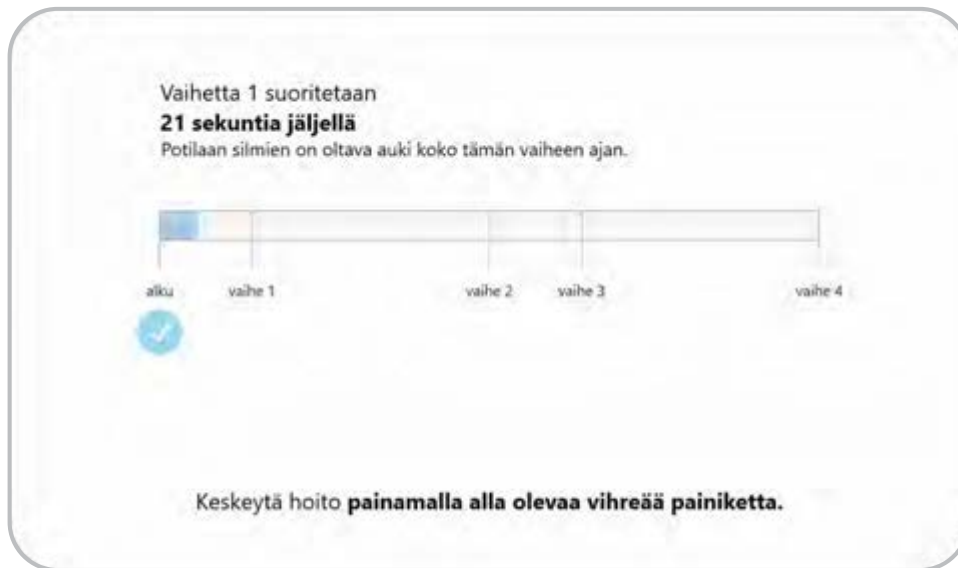 Vaihetta 1 suoritetaan
21 sekuntia jäljellä
Potilaan silmien on oltava auki koko tämän vaiheen ajan.
alku vaihe 1 vaihe 2 vaihe 3 vaihe 4
Keskeytä hoito painamalla alla olevaa vihreää painiketta.